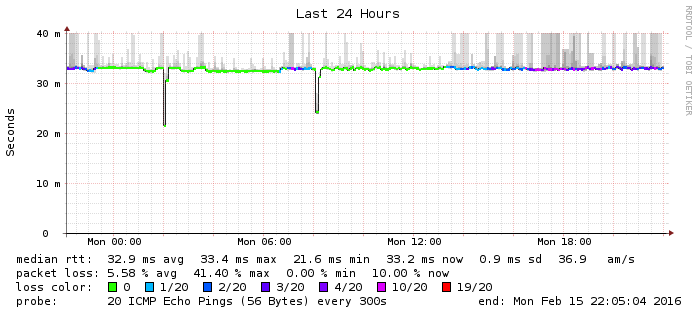 Last 24 Hours
RRDTOOL / TOBI OETIKER
Seconds
40 m
30 m
20 m
10 m
0
Mon 00:00 Mon 06:00 Mon 12:00 Mon 18:00
median rtt: 32.9 ms avg 33.4 ms max 21.6 ms min 33.2 ms now 0.9 ms sd 36.9 am/s
packet loss: 5.58 % avg 41.40 % max 0.00 % min 10.00 % now
loss color: 0 1/20 2/20 3/20 4/20 10/20 19/20
probe: 20 ICMP Echo Pings (56 Bytes) every 300s end: Mon Feb 15 22:05:04 2016